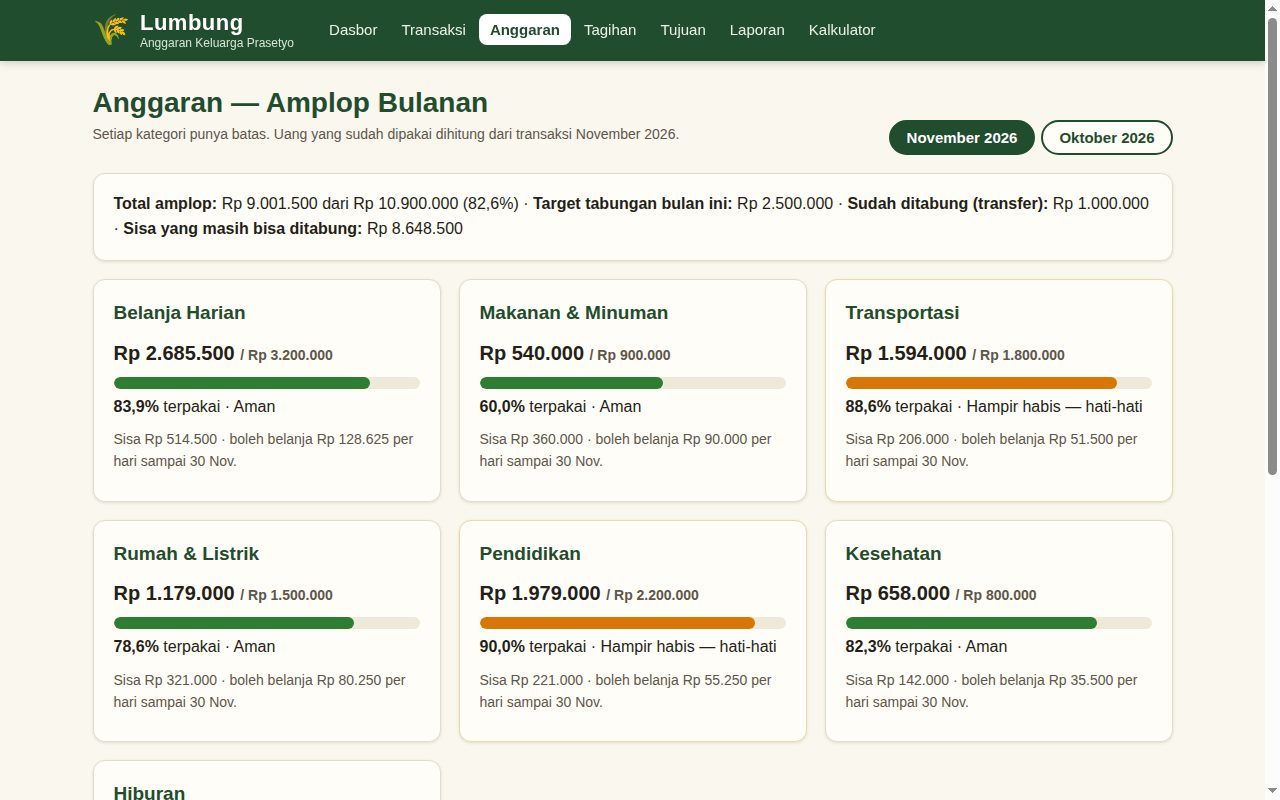 Lumbung
Anggaran Keluarga Prasetyo
Dasbor
Transaksi
Anggaran
Tagihan
Tujuan
Laporan
Kalkulator
Anggaran — Amplop Bulanan
Setiap kategori punya batas. Uang yang sudah dipakai dihitung dari transaksi November 2026.
November 2026
Oktober 2026
Total amplop: Rp 9.001.500 dari Rp 10.900.000 (82,6%) · Target tabungan bulan ini: Rp 2.500.000 · Sudah ditabung (transfer): Rp 1.000.000
· Sisa yang masih bisa ditabung: Rp 8.648.500
Belanja Harian
Rp 2.685.500 / Rp 3.200.000
83,9% terpakai · Aman
Sisa Rp 514.500 · boleh belanja Rp 128.625 per
hari sampai 30 Nov.
Makanan & Minuman
Rp 540.000 / Rp 900.000
60,0% terpakai · Aman
Sisa Rp 360.000 · boleh belanja Rp 90.000 per
hari sampai 30 Nov.
Transportasi
Rp 1.594.000 / Rp 1.800.000
88,6% terpakai · Hampir habis — hati-hati
Sisa Rp 206.000 · boleh belanja Rp 51.500 per
hari sampai 30 Nov.
Rumah & Listrik
Rp 1.179.000 / Rp 1.500.000
78,6% terpakai · Aman
Sisa Rp 321.000 · boleh belanja Rp 80.250 per
hari sampai 30 Nov.
Pendidikan
Rp 1.979.000 / Rp 2.200.000
90,0% terpakai · Hampir habis — hati-hati
Sisa Rp 221.000 · boleh belanja Rp 55.250 per
hari sampai 30 Nov.
Kesehatan
Rp 658.000 / Rp 800.000
82,3% terpakai · Aman
Sisa Rp 142.000 · boleh belanja Rp 35.500 per
hari sampai 30 Nov.
Hiburan